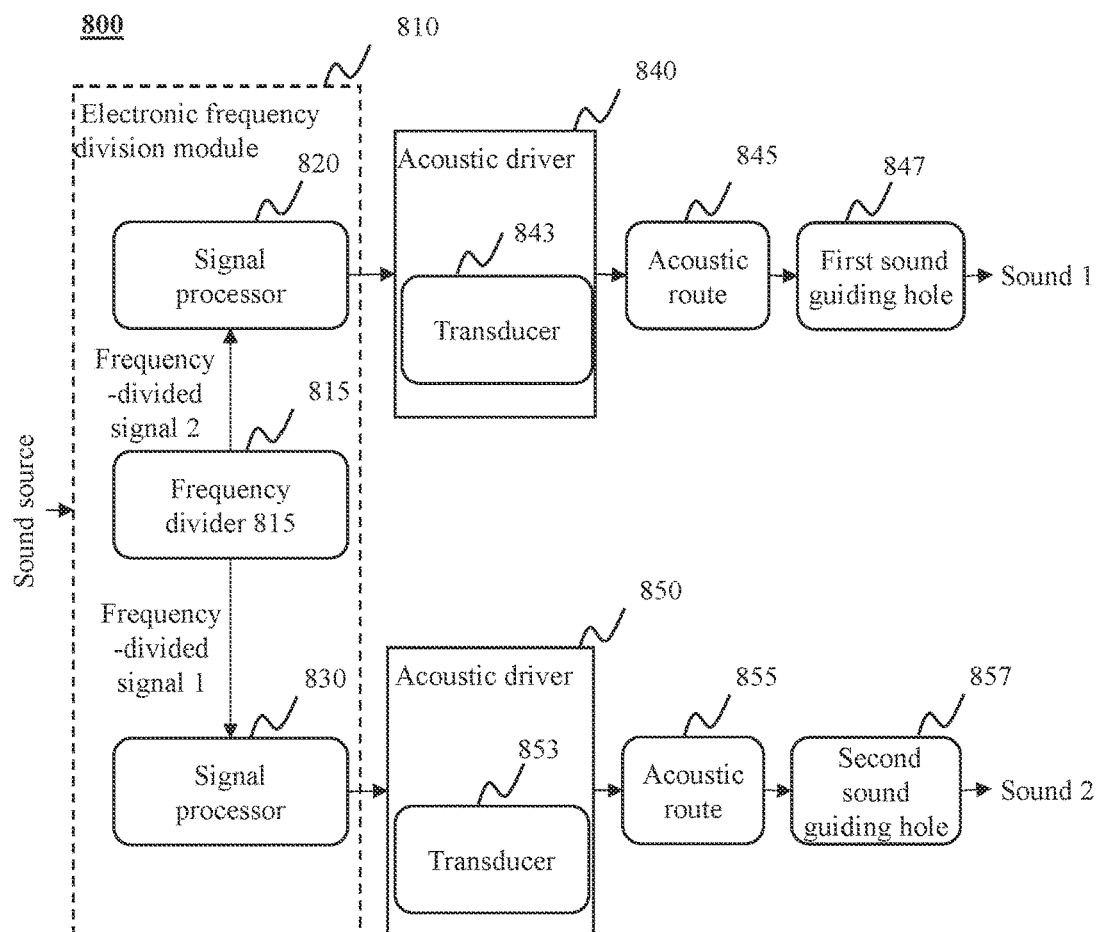 800
810
Electronic frequency
division module
820
Signal
processor
Frequency
-divided
signal 2
815
Frequency
divider 815
Sound source
Frequency
-divided
signal 1
830
Signal
processor
840
Acoustic driver
843
Transducer
845
Acoustic
route
847
First sound
guiding hole
Sound 1
850
Acoustic driver
853
Transducer
855
Acoustic
route
857
Second
sound
guiding hole
Sound 2